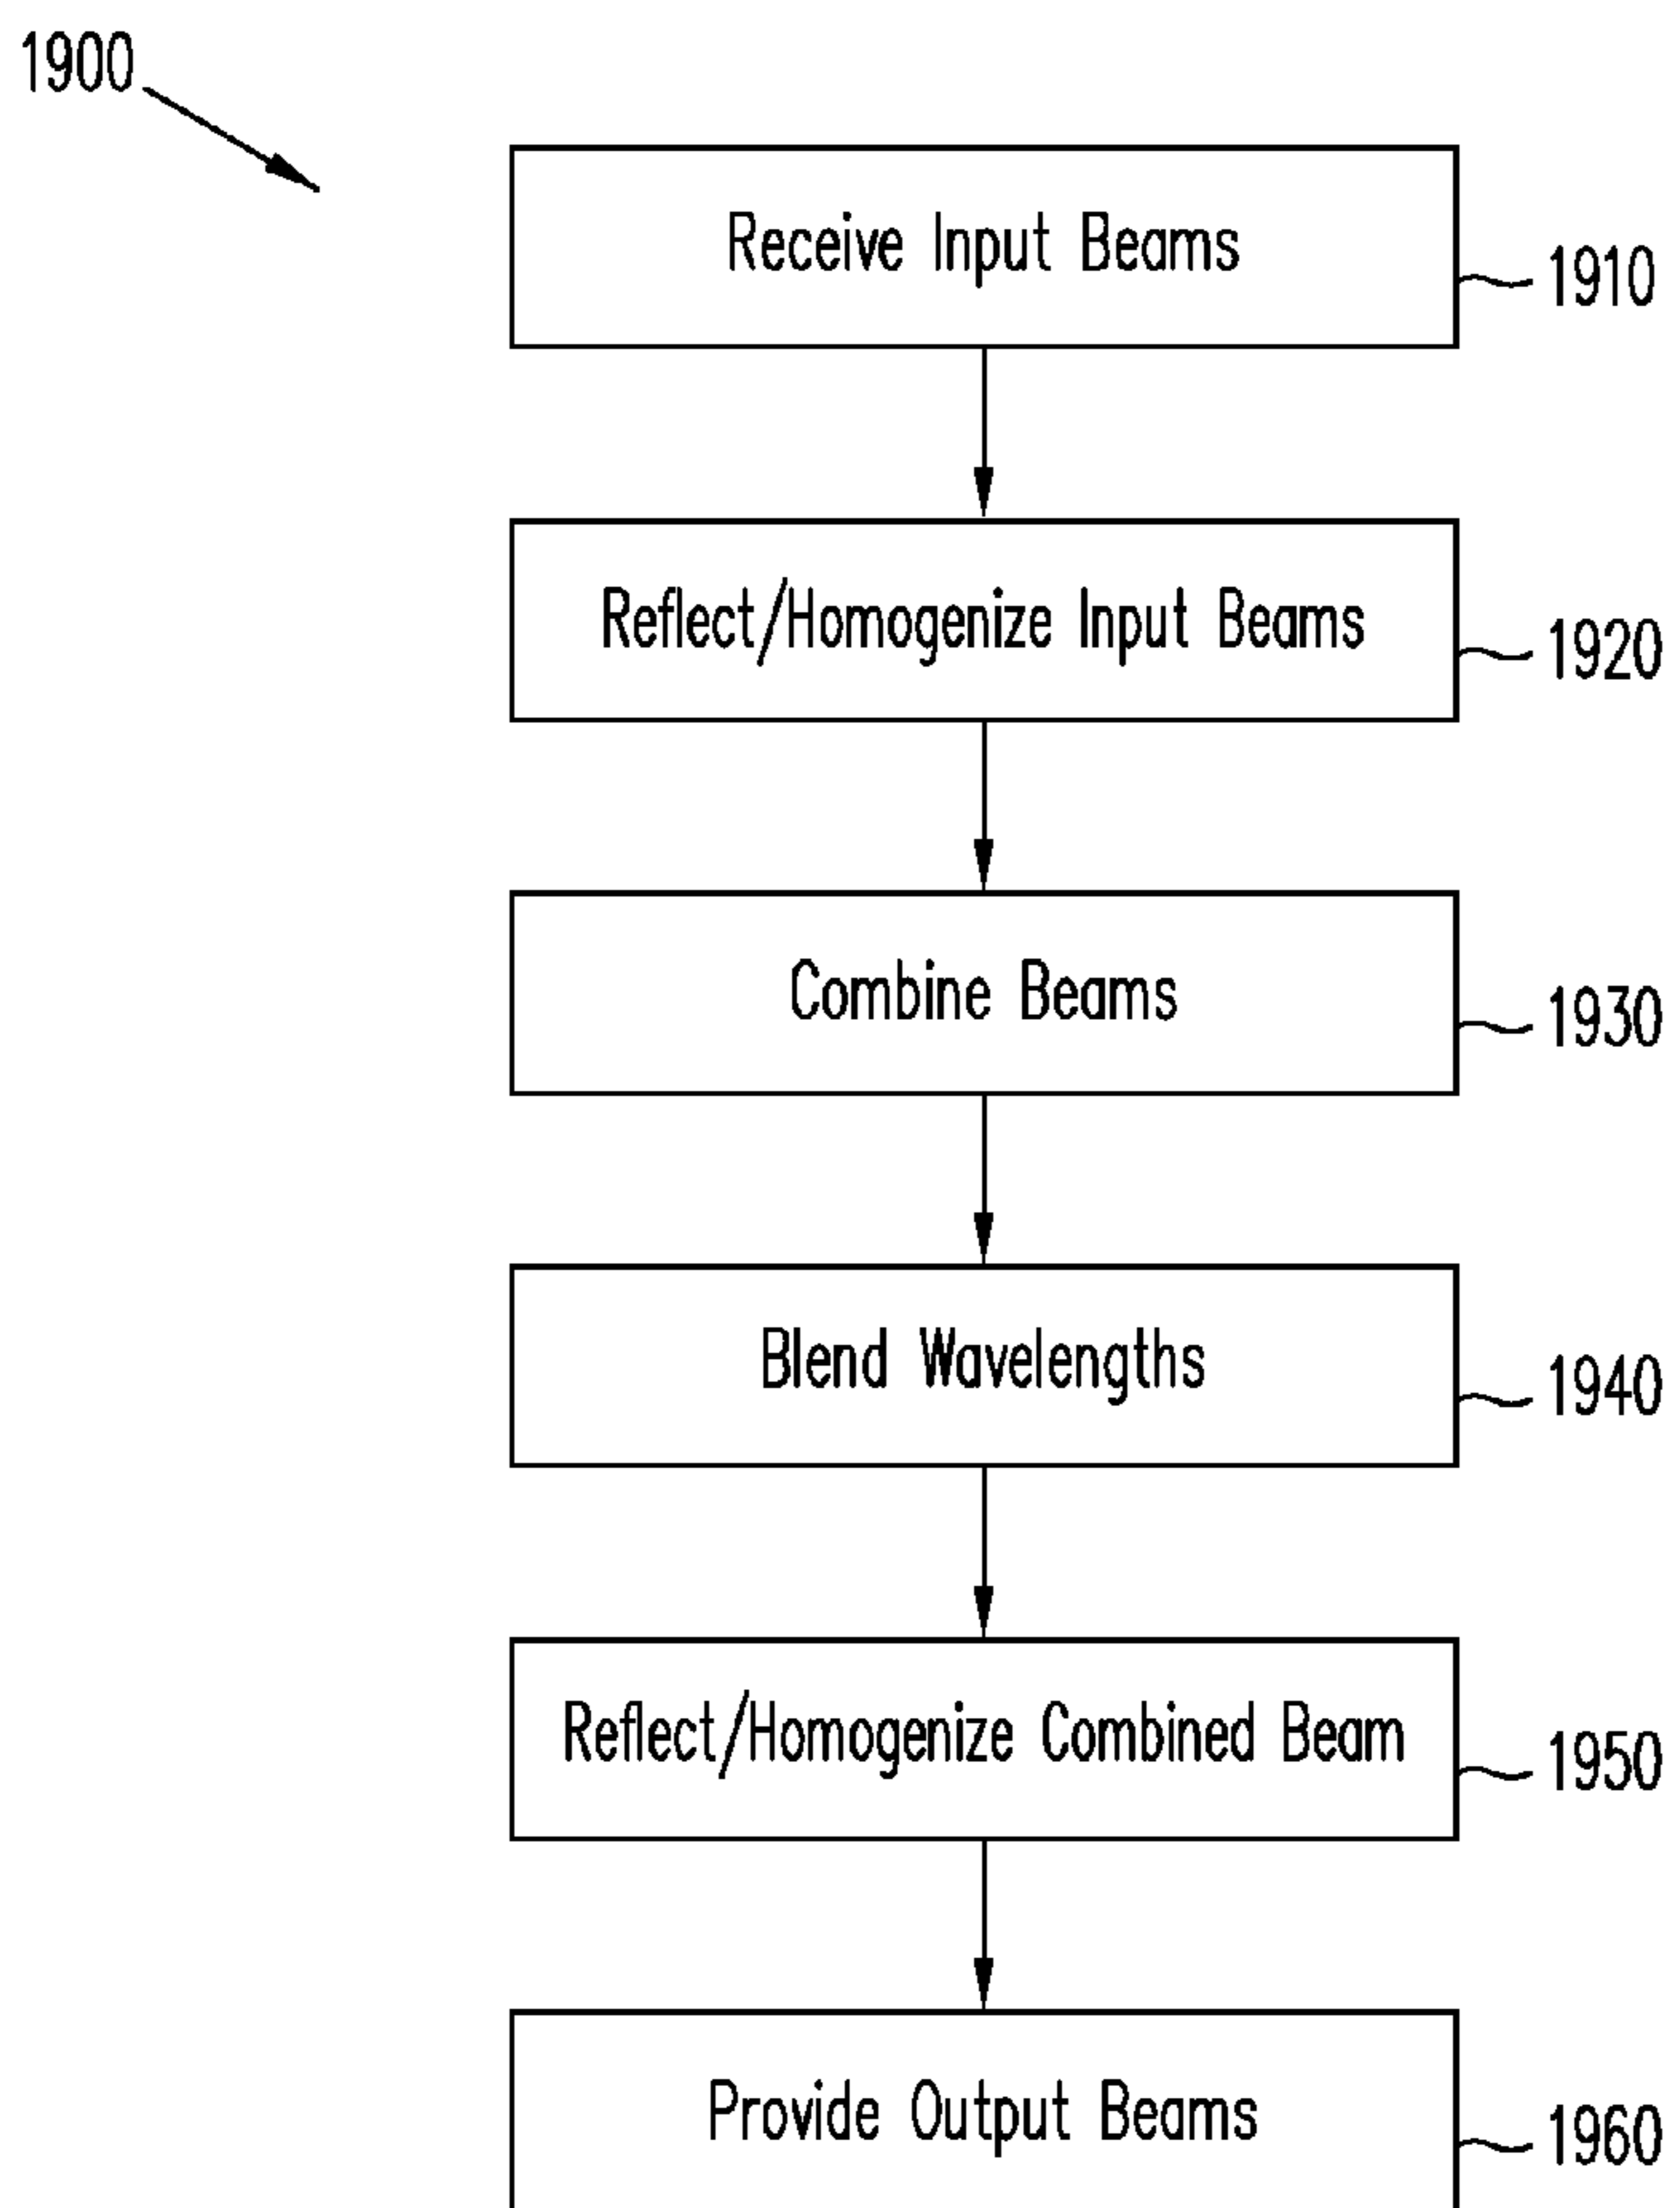 1900
Receive Input Beams
1910
Reflect/Homogenize Input Beams
1920
Combine Beams
1930
Blend Wavelengths
1940
Reflect/Homogenize Combined Beam
1950
Provide Output Beams
1960